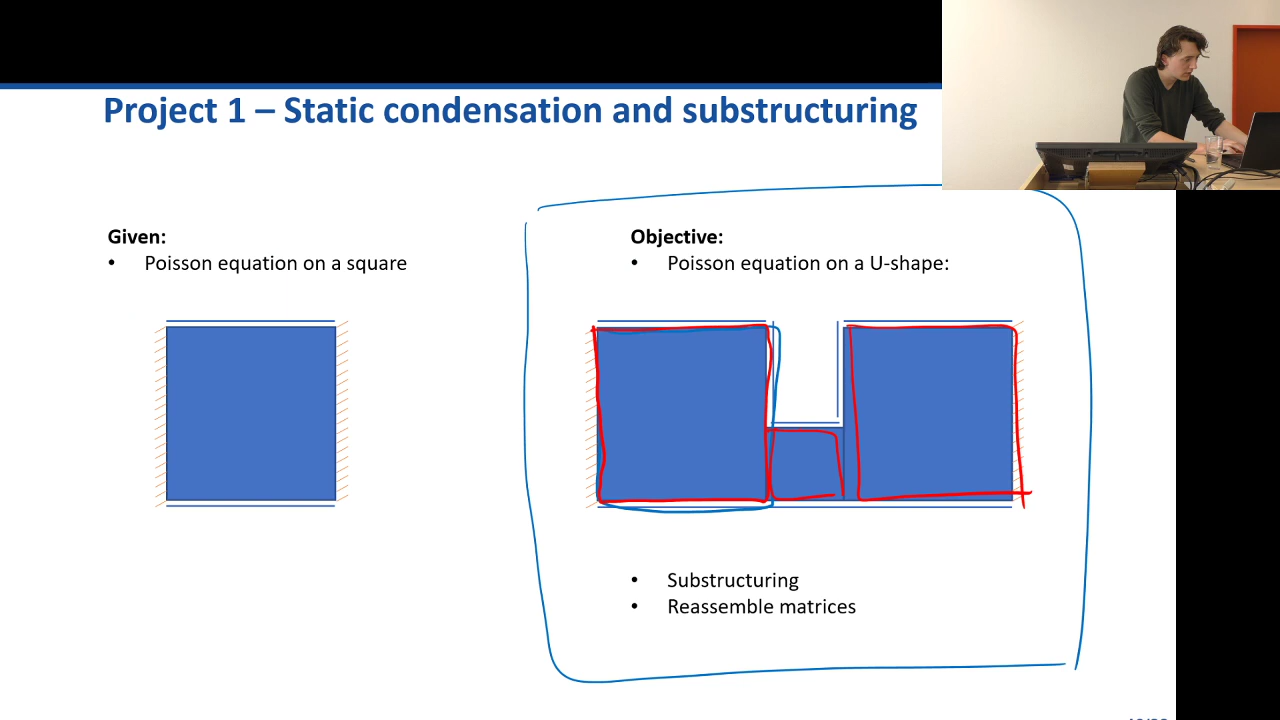 Project 1 – Static condensation and substructuring
Given:
• Poisson equation on a square
Objective:
• Poisson equation on a U-shape:
• Substructuring
• Reassemble matrices